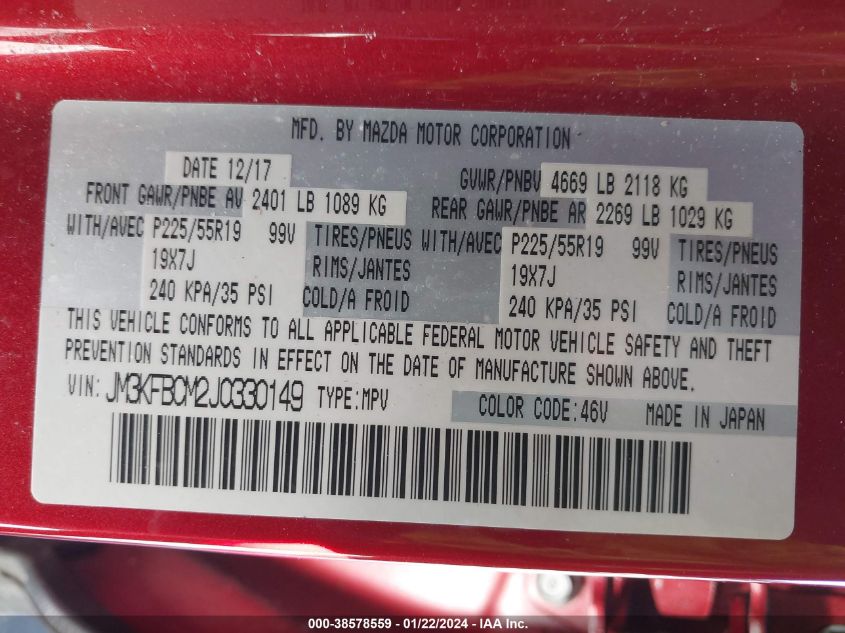 MFD. BY MAZDA MOTOR CORPORATION
DATE 12/17 GVWR/PNBV 4669 LB 2118 KG
FRONT GAWR/PNBE AV 2401 LB 1089 KG REAR GAWR/PNBE AR 2269 LB 1029 KG
WITH/AVEC P225/55R19 99V TIRES/PNEUS WITH/AVEC P225/55R19 99V TIRES/PNEUS
19X7J RIMS/JANTES 19X7J RIMS/JANTES
240 KPA/35 PSI COLD/A FROID 240 KPA/35 PSI COLD/A FROID
THIS VEHICLE CONFORMS TO ALL APPLICABLE FEDERAL MOTOR VEHICLE SAFETY AND THEFT
PREVENTION STANDARDS IN EFFECT ON THE DATE OF MANUFACTURE SHOWN ABOVE.
VIN: JM3KFBCM2J0330149 TYPE:MPV COLOR CODE:46V MADE IN JAPAN
000-38578559 - 01/22/2024 - IAA Inc.